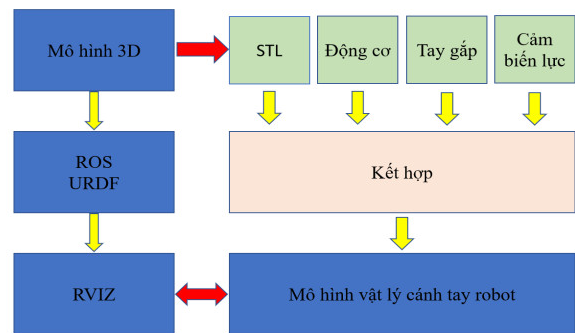 Mô hình 3D
STL
Động cơ
Tay gắp
Cảm
biến lực
ROS
URDF
Kết hợp
RVIZ
Mô hình vật lý cánh tay robot